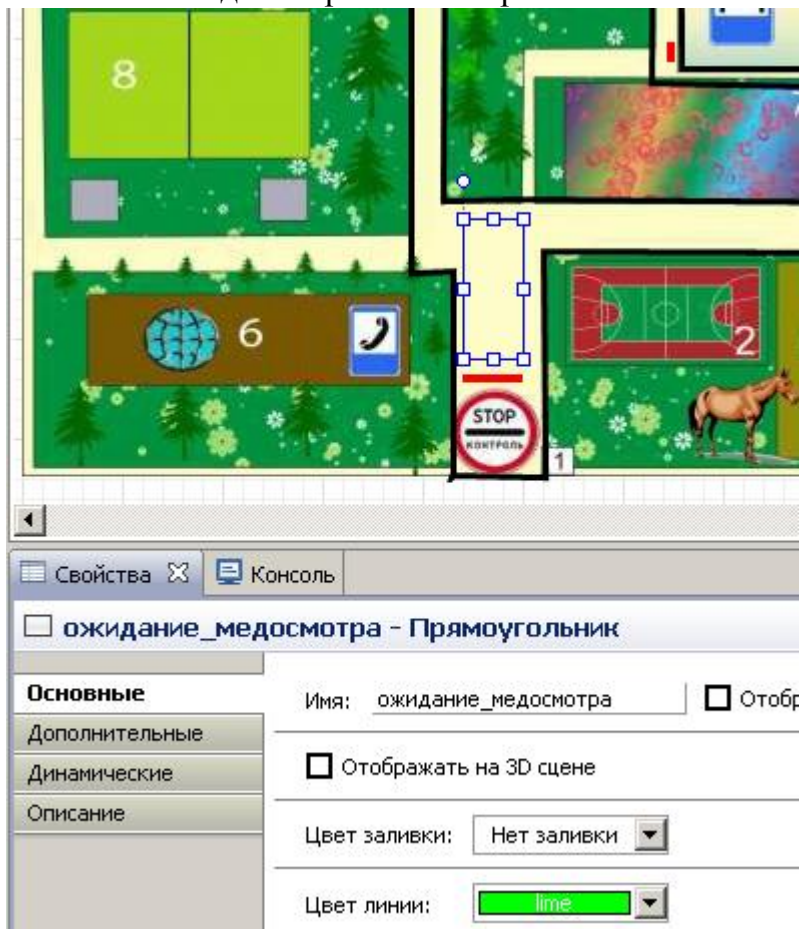 8
6
2
STOP
КОНТРОЛЬ
1
Свойства Консоль
ожидание_медосмотра - Прямоугольник
Основные
Имя: ожидание_медосмотра Отобр
Дополнительные
Отображать на 3D сцене
Динамические
Описание
Цвет заливки: Нет заливки
Цвет линии: lime